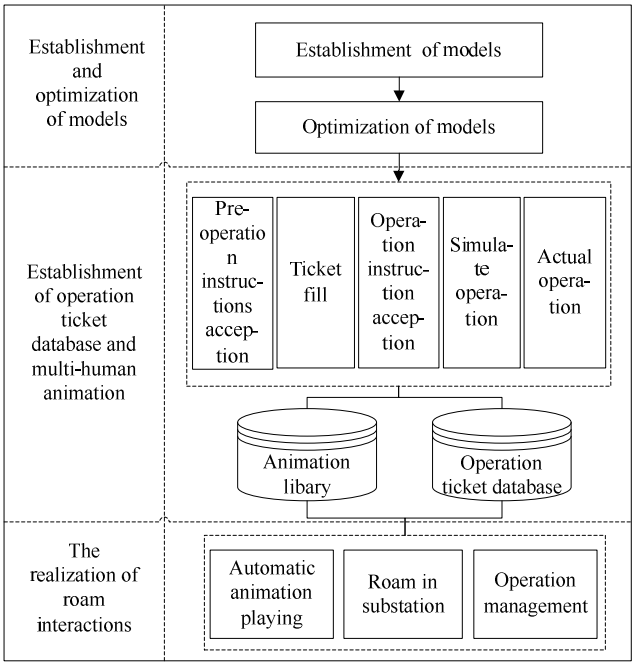 Establishment
and
optimization
of models
Establishment of models
Optimization of models
Establishment
of operation
ticket
database and
multi-human
animation
Pre-
operatio
n
instruc-
tions
accep-
tion
Ticket
fill
Opera-
tion
instruc-
tion
accep-
tion
Simula-
te
opera-
tion
Actual
opera-
tion
Animation
libary
Operation
ticket database
The
realization of
roam
interactions
Automatic
animation
playing
Roam in
substation
Operation
management